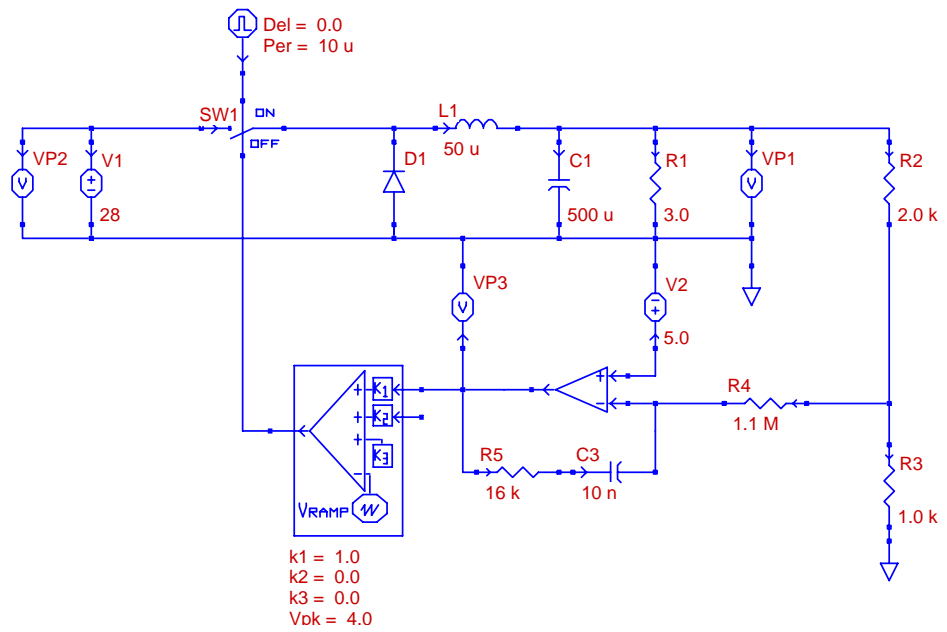 Del = 0.0
Per = 10 u
SW1
ON
OFF
L1
50 u
VP2
V
V1
28
D1
C1
500 u
R1
3.0
VP1
V
R2
2.0 k
VP3
V
V2
5.0
R4
1.1 M
R5
16 k
C3
10 n
R3
1.0 k
K1
K2
K3
VRAMP
k1 = 1.0
k2 = 0.0
k3 = 0.0
Vpk = 4.0